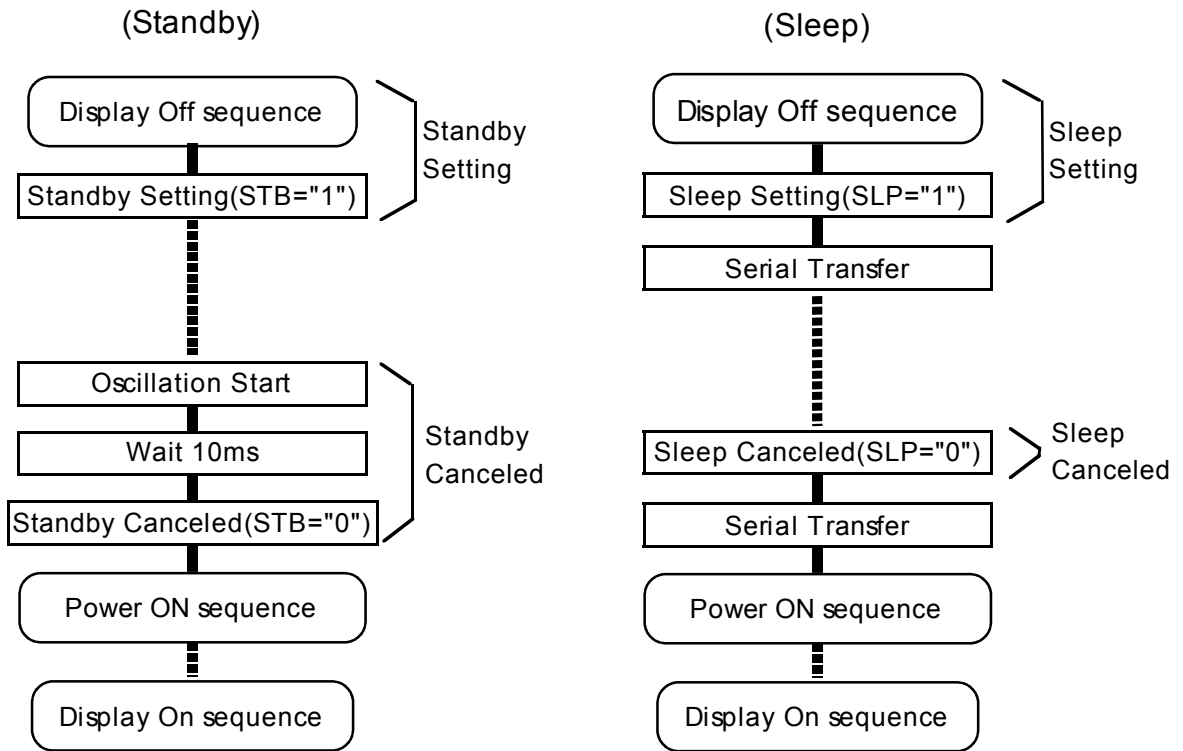 (Standby)
Display Off sequence
Standby Setting(STB="1")
Standby
Setting
Oscillation Start
Wait 10ms
Standby Canceled(STB="0")
Standby
Canceled
Power ON sequence
Display On sequence
(Sleep)
Display Off sequence
Sleep Setting(SLP="1")
Sleep
Setting
Serial Transfer
Sleep Canceled(SLP="0")
Sleep
Canceled
Serial Transfer
Power ON sequence
Display On sequence